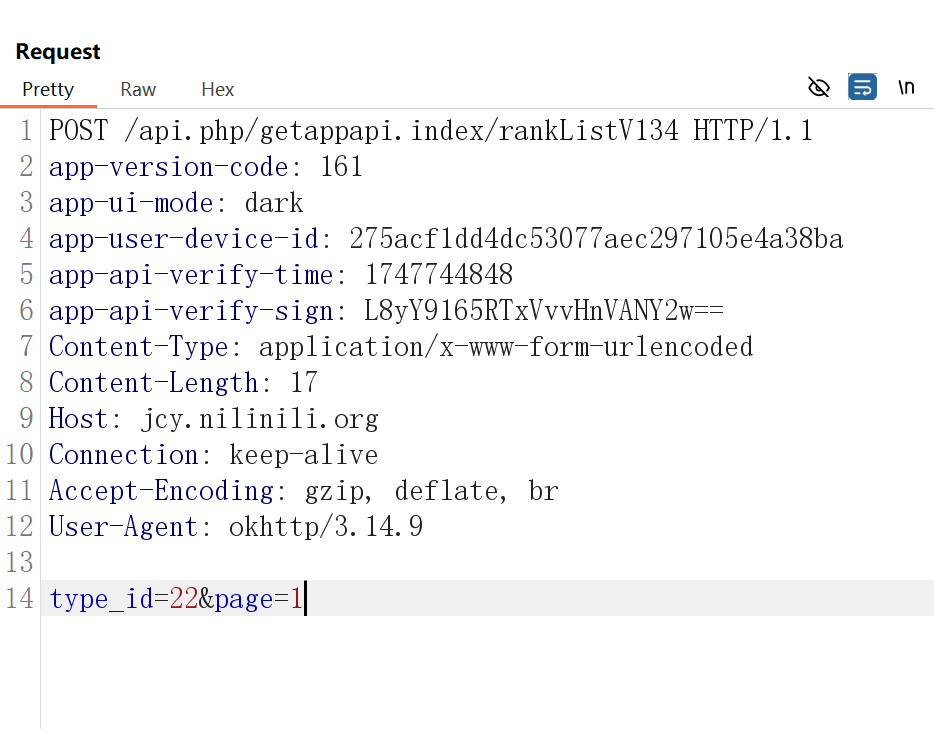 Request
Pretty Raw Hex
\n
1 POST /api.php/getappapi.index/rankListV134 HTTP/1.1
2 app-version-code: 161
3 app-ui-mode: dark
4 app-user-device-id: 275acf1dd4dc53077aec297105e4a38ba
5 app-api-verify-time: 1747744848
6 app-api-verify-sign: L8yY9165RTxVvvHnVANY2w==
7 Content-Type: application/x-www-form-urlencoded
8 Content-Length: 17
9 Host: jcy.nilinili.org
10 Connection: keep-alive
11 Accept-Encoding: gzip, deflate, br
12 User-Agent: okhttp/3.14.9
13
14 type_id=22&page=1